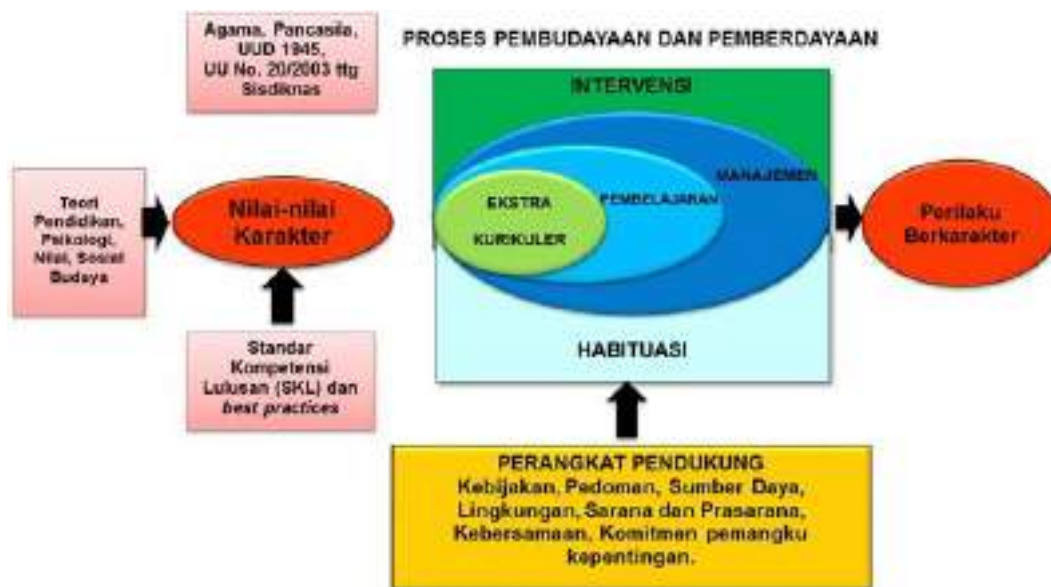 Agama, Pancasila,
UUD 1945,
UU No. 20/2003 ttg
Sisdiknas
PROSES PEMBUDAYAAN DAN PEMBERDAYAAN
INTERVENSI
MANAJEMEN
PEMBELAJARAN
EKSTRA
KURIKULER
HABITUASI
Teori
Pendidikan,
Psikologi,
Nilai, Sosial
Budaya
Nilai-nilai
Karakter
Perilaku
Berkarakter
Standar
Kompetensi
Lulusan (SKL) dan
best practices
PERANGKAT PENDUKUNG
Kebijakan, Pedoman, Sumber Daya,
Lingkungan, Sarana dan Prasarana,
Kebersamaan, Komitmen pemangku
kepentingan.